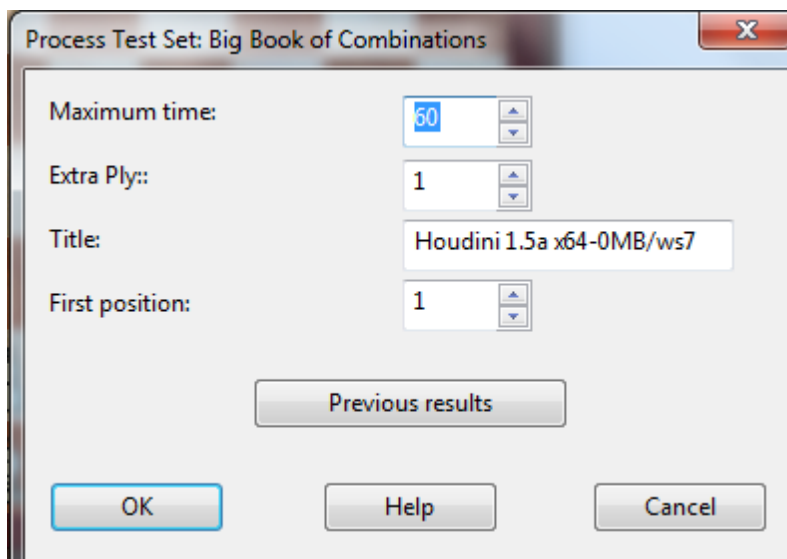 Process Test Set: Big Book of Combinations
Maximum time: 60
Extra Ply:: 1
Title: Houdini 1.5a x64-0MB/ws7
First position: 1
Previous results
OK Help Cancel